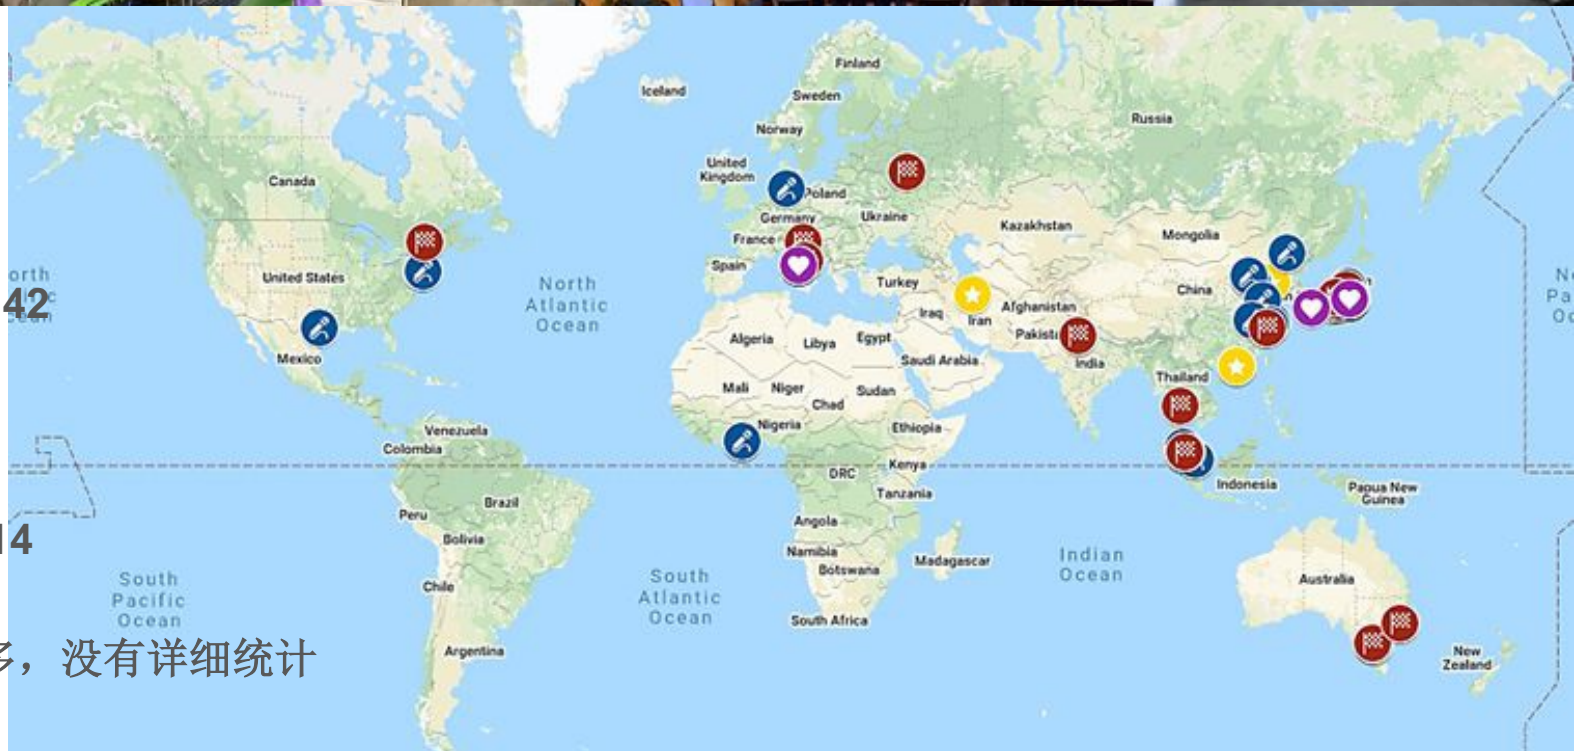 Finland
Iceland
Sweden
Russia
Norway
United
Kingdom
Canada
Poland
Germany
Ukraine
Kazakhstan
Mongolia
France
Spain
United States
North
Atlantic
Ocean
Turkey
China
42
Iraq
Iran
Afghanistan
Algeria
Libya
Egypt
Mexico
Saudi Arabia
India
Thailand
Mali
Niger
Chad
Sudan
Nigeria
Ethiopia
Venezuela
Colombia
DRC
Kenya
Tanzania
Indonesia
Papua New
Guinea
Brazil
Peru
Angola
Bolivia
14
Namibia
Botswana
Madagascar
Indian
Ocean
South
Pacific
Ocean
Chile
South
Atlantic
Ocean
Australia
South Africa
Argentina
New
Zealand
，没有详细统计